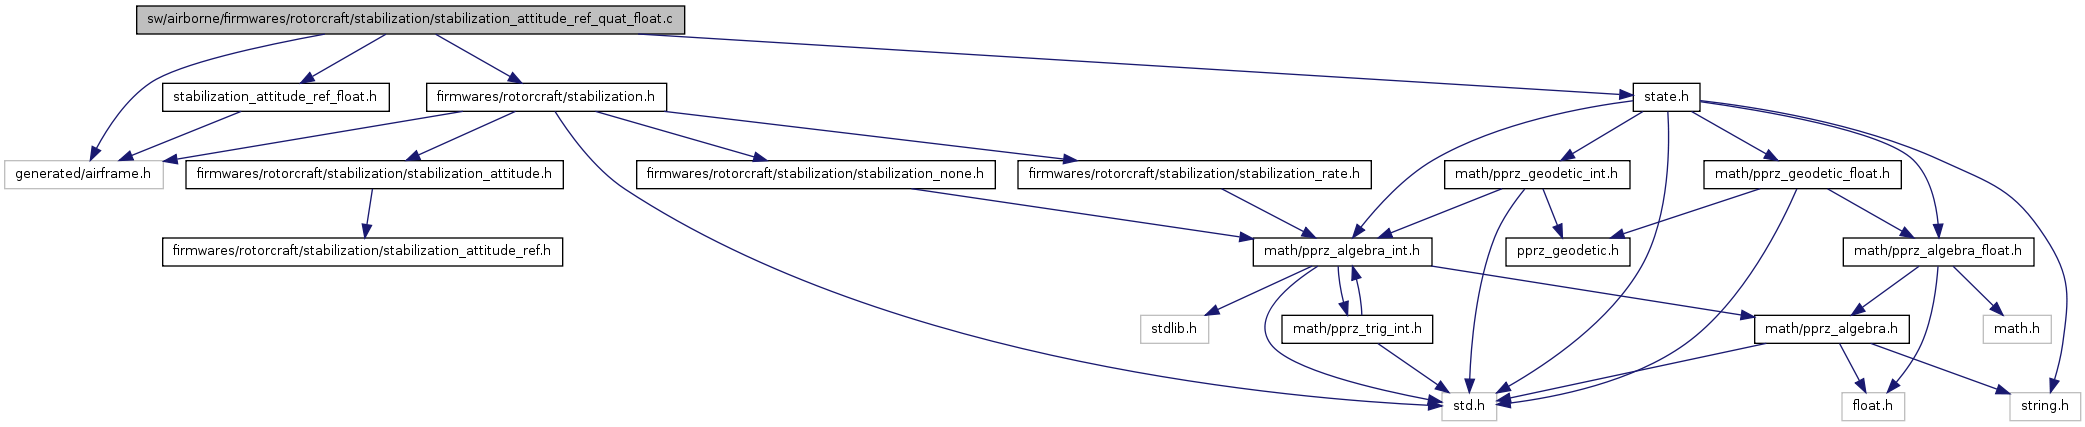 sw/airborne/firmwares/rotorcraft/stabilization/stabilization_attitude_ref_quat_float.c
stabilization_attitude_ref_float.h
firmwares/rotorcraft/stabilization.h
state.h
generated/airframe.h
firmwares/rotorcraft/stabilization/stabilization_attitude.h
firmwares/rotorcraft/stabilization/stabilization_none.h
firmwares/rotorcraft/stabilization/stabilization_rate.h
math/pprz_geodetic_int.h
math/pprz_geodetic_float.h
firmwares/rotorcraft/stabilization/stabilization_attitude_ref.h
math/pprz_algebra_int.h
pprz_geodetic.h
math/pprz_algebra_float.h
stdlib.h
math/pprz_trig_int.h
math/pprz_algebra.h
math.h
std.h
float.h
string.h